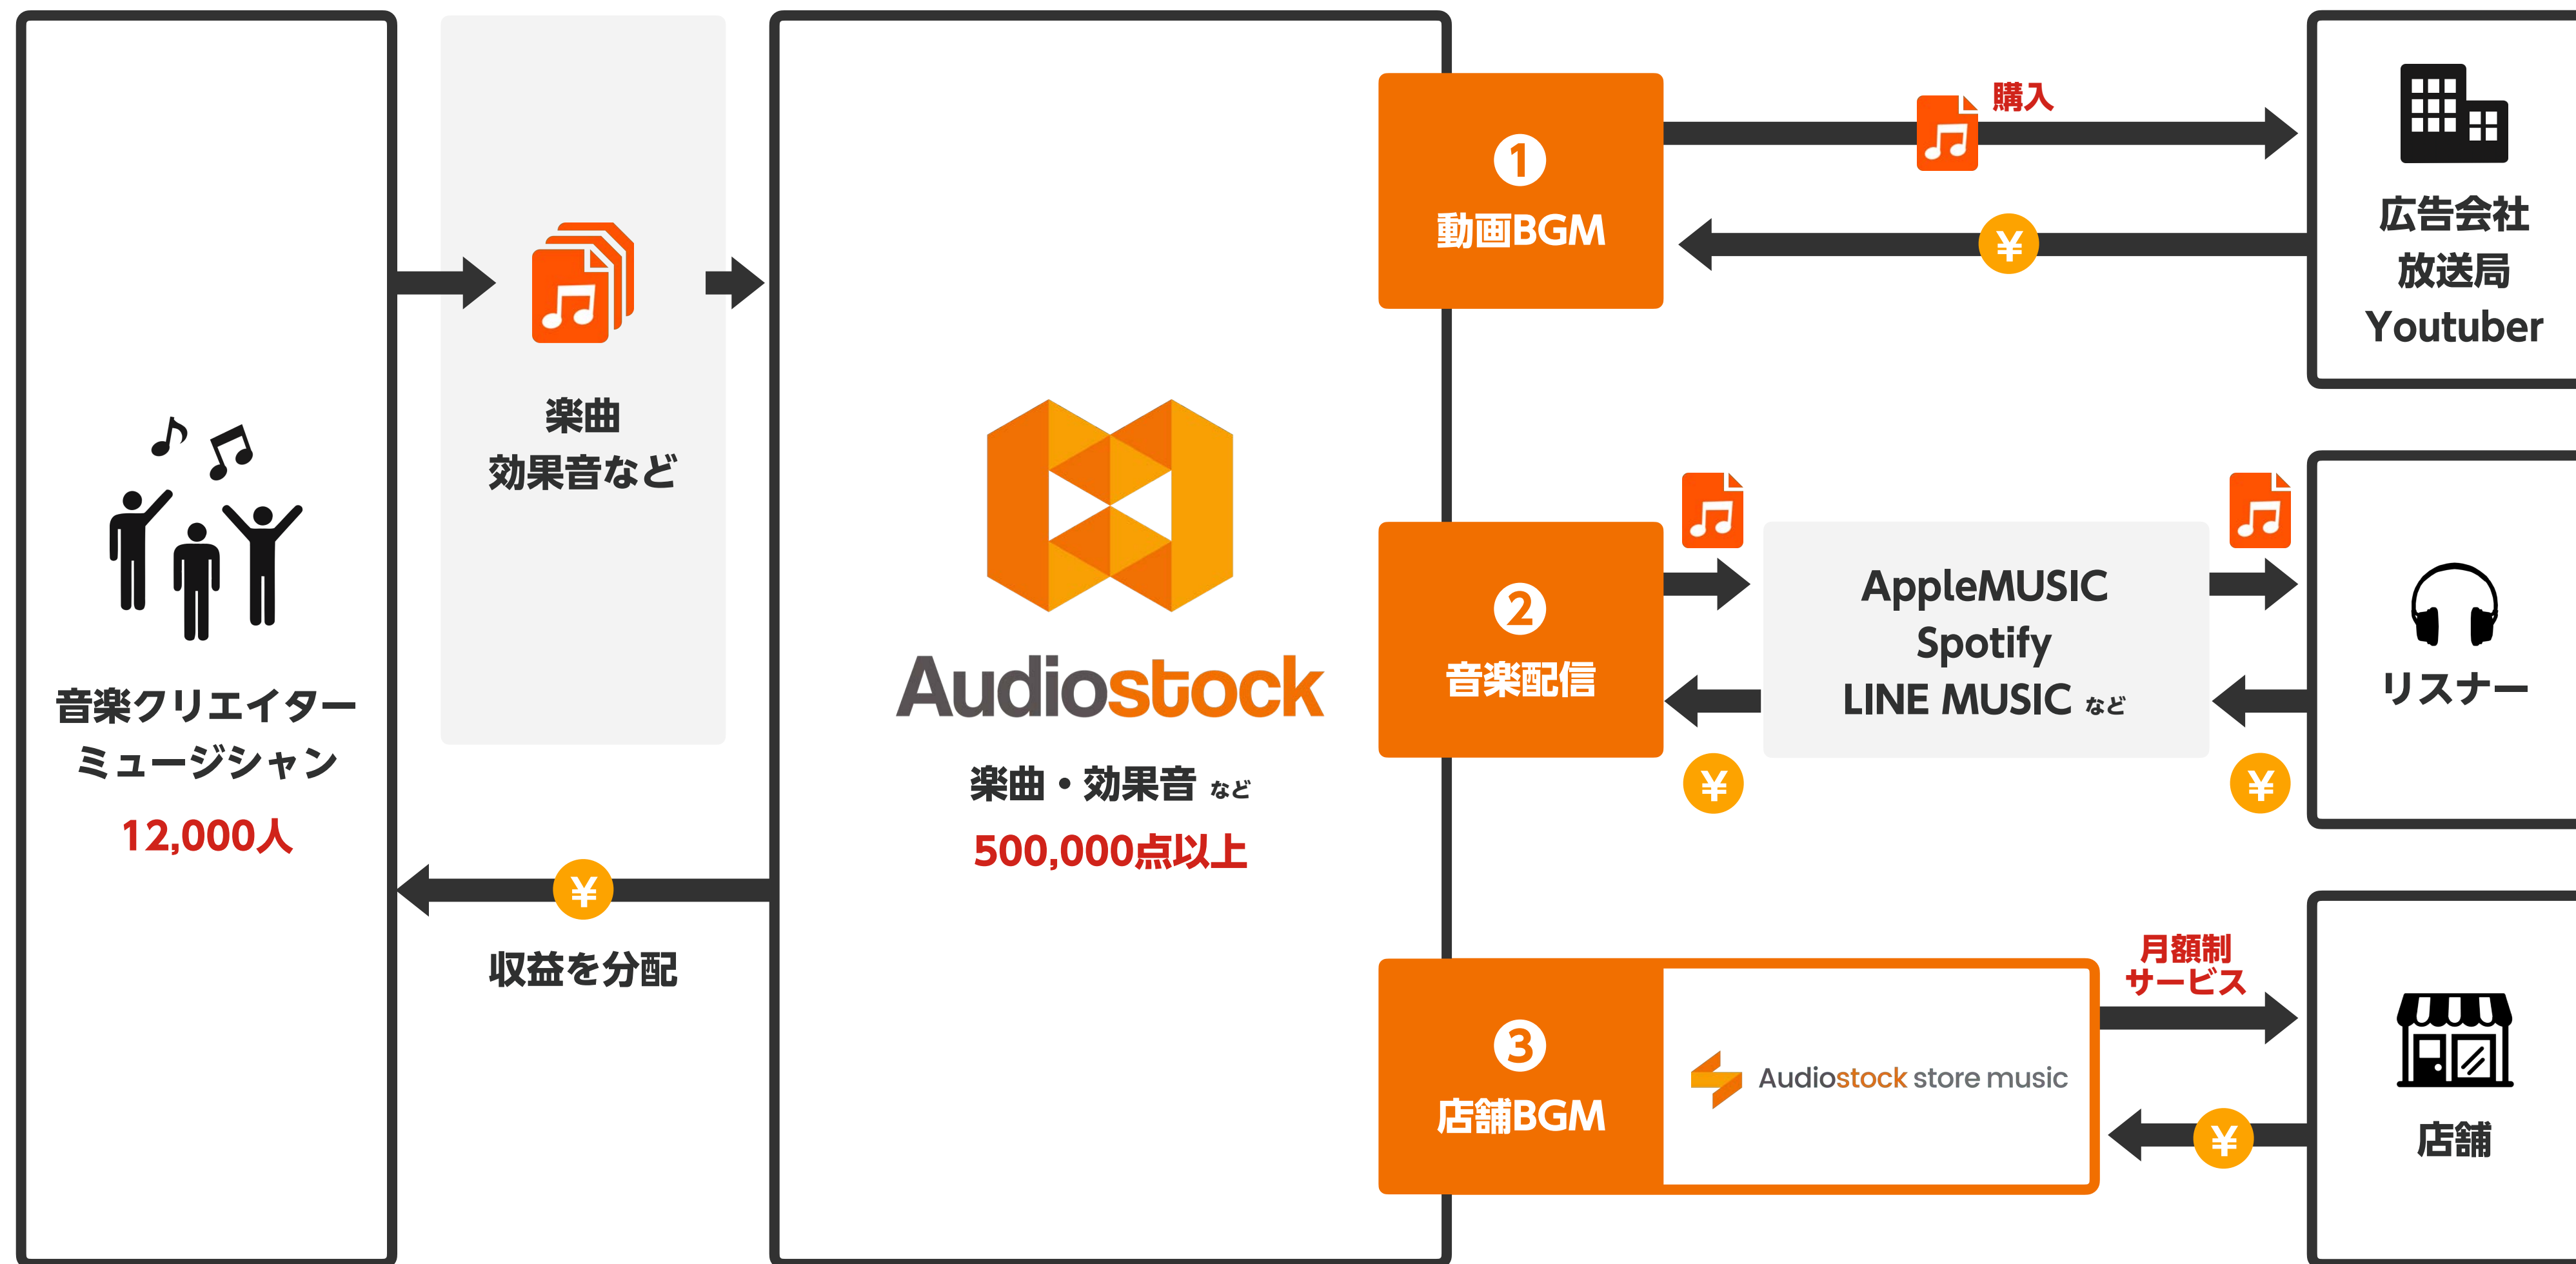 音楽クリエイター
ミュージシャン
12,000人
楽曲
効果音など
¥
収益を分配
Audiostock
楽曲・効果音 など
500,000点以上
1
動画BGM
購入
¥
広告会社
放送局
Youtuber
2
音楽配信
AppleMUSIC
Spotify
LINE MUSIC など
¥
¥
リスナー
3
店舗BGM
Audiostock store music
月額制
サービス
¥
店舗